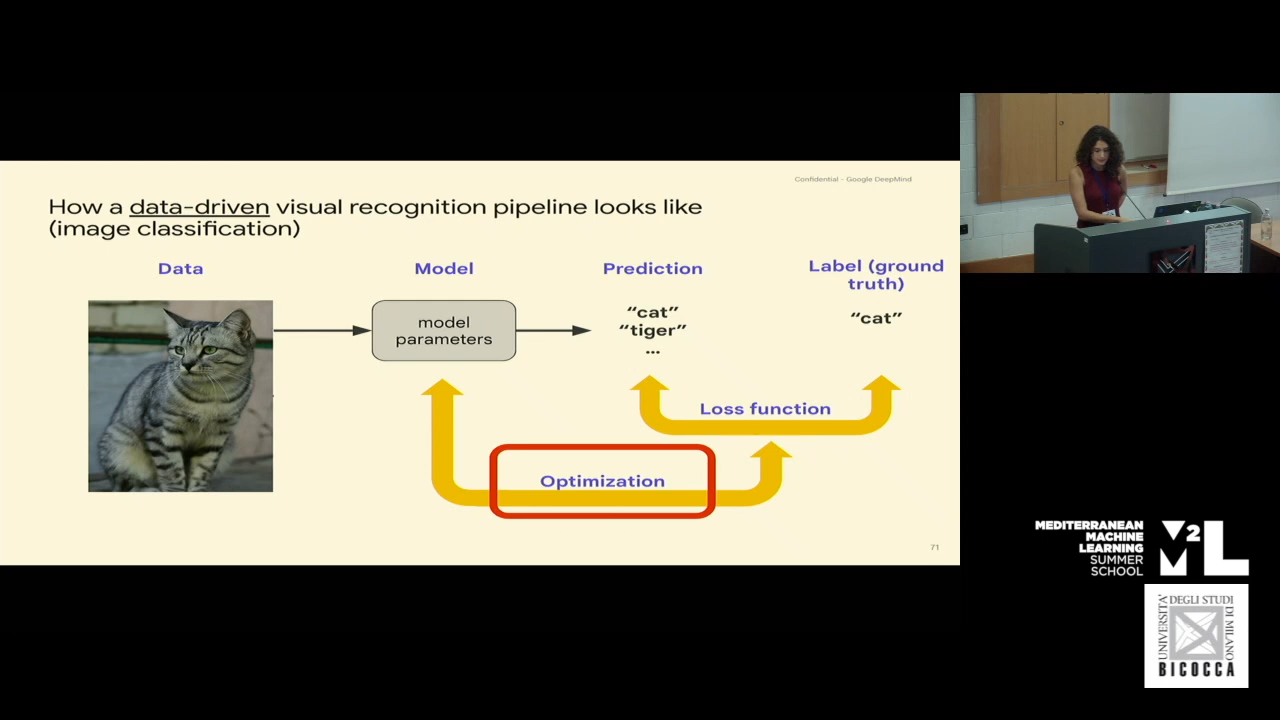 Confidential - Google DeepMind
How a data-driven visual recognition pipeline looks like
(image classification)
Data
Model
Prediction
Label (ground
truth)
model
parameters
“cat”
“tiger”
...
“cat”
Loss function
Optimization
71
MEDITERRANEAN
MACHINE
LEARNING
SUMMER
SCHOOL
M2L
UNIVERSITÀ
DEGLI STUDI
DI MILANO
BICOCCA